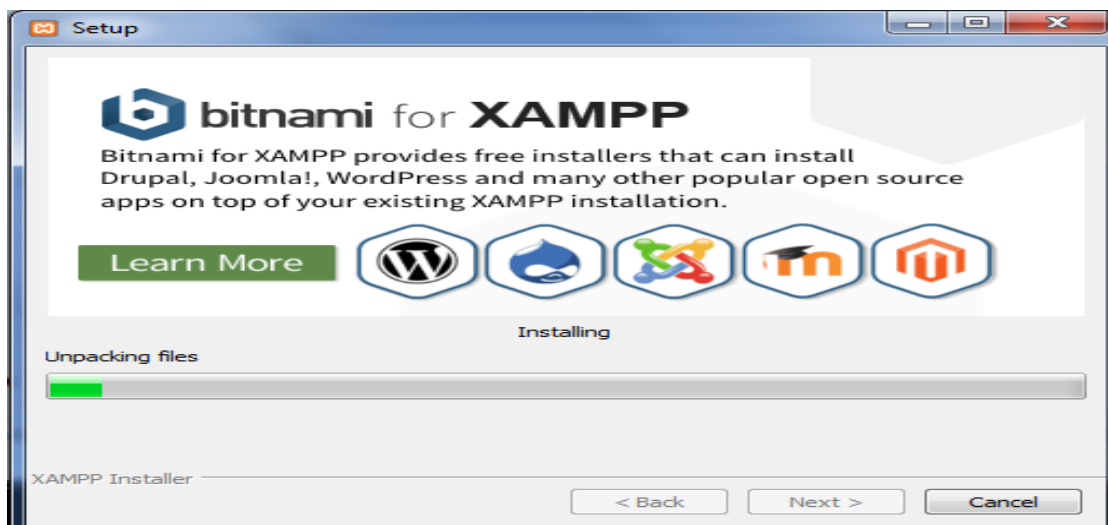 Setup
bitnami for XAMPP
Bitnami for XAMPP provides free installers that can install
Drupal, Joomla!, WordPress and many other popular open source
apps on top of your existing XAMPP installation.
Learn More
Installing
Unpacking files
XAMPP Installer
< Back Next > Cancel